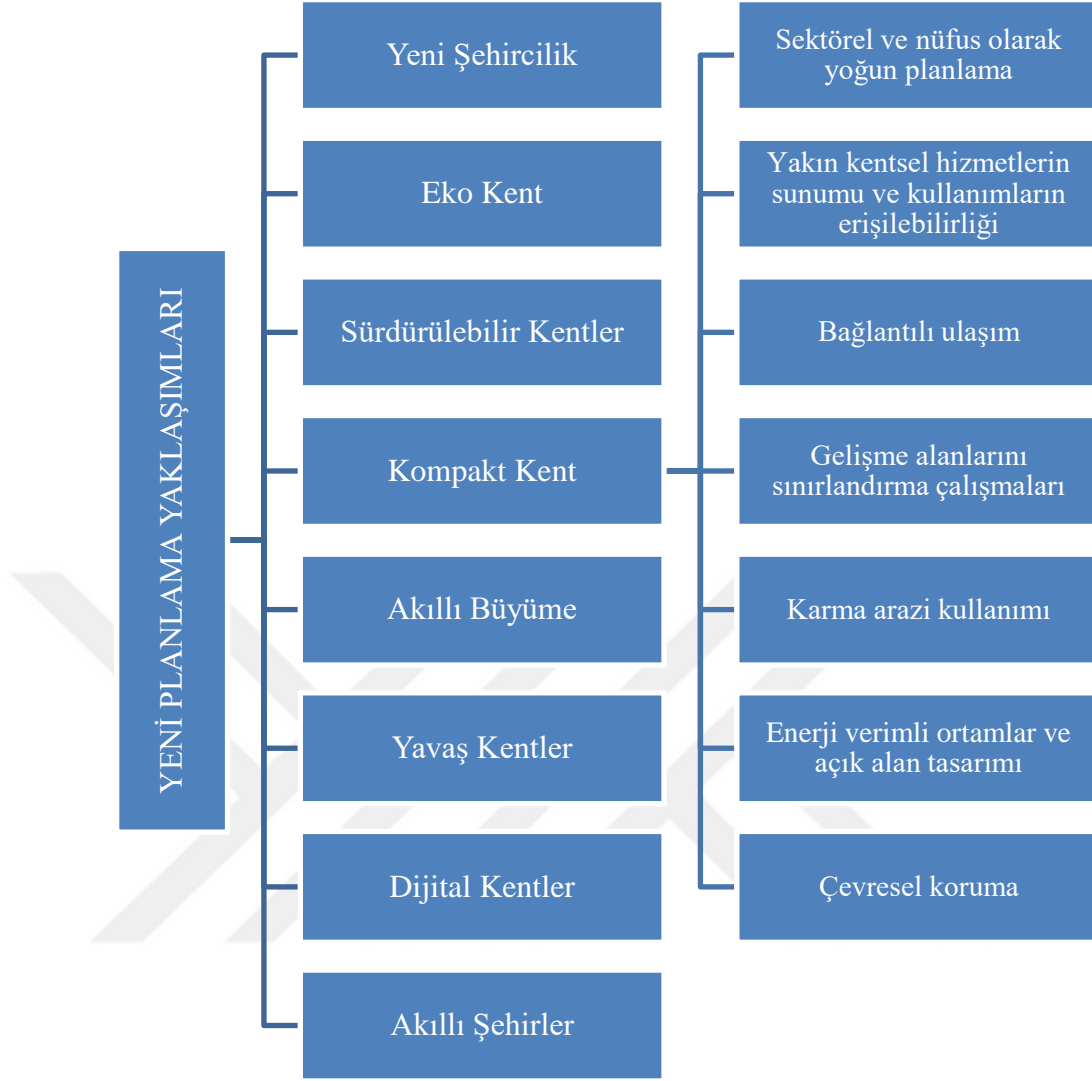 YENİ PLANLAMA YAKLAŞIMLARI
Yeni Şehircilik
Eko Kent
Sürdürülebilir Kentler
Kompakt Kent
Akıllı Büyüme
Yavaş Kentler
Dijital Kentler
Akıllı Şehirler
Sektörel ve nüfus olarak
yoğun planlama
Yakın kentsel hizmetlerin
sunumu ve kullanımların
erişilebilirliği
Bağlantılı ulaşım
Gelişme alanlarını
sınırlandırma çalışmaları
Karma arazi kullanımı
Enerji verimli ortamlar ve
açık alan tasarımı
Çevresel koruma